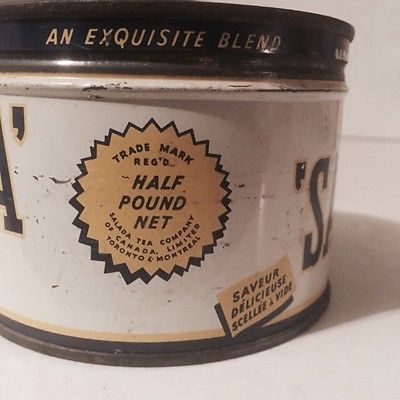 AN EXQUISITE BLEND
A'
TRADE MARK
REG'D
HALF
POUND
NET
SALADA TEA COMPANY
OF CANADA, LIMITED
TORONTO & MONTREAL
'SA
SAVEUR
DÉLICIEUSE
SCELLÉE À VIDE